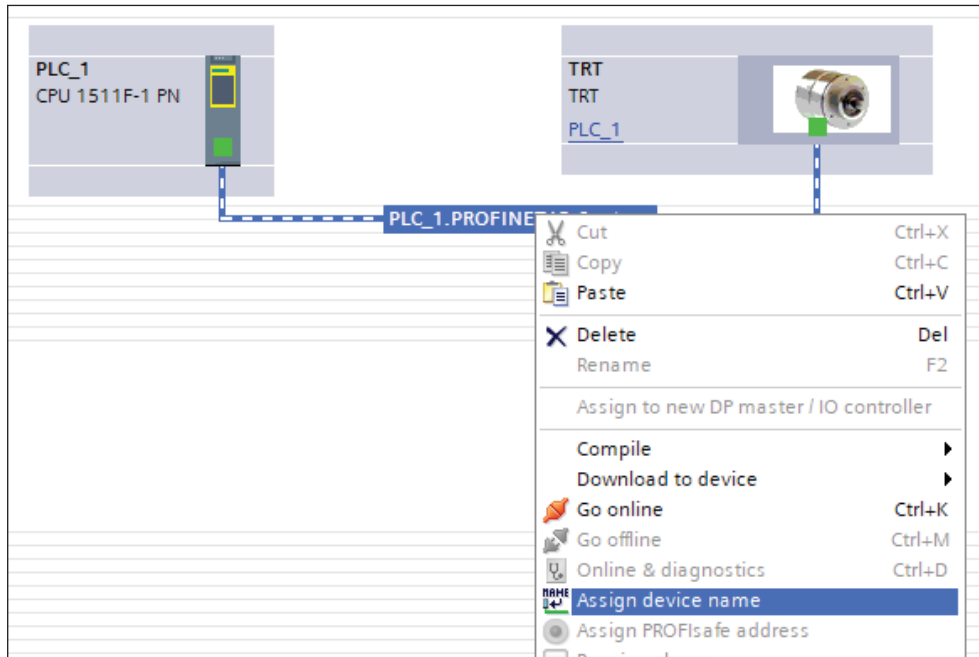 PLC_1
CPU 1511F-1 PN
TRT
TRT
PLC_1
PLC_1.PROFINET
Cut Ctrl+X
Copy Ctrl+C
Paste Ctrl+V
Delete Del
Rename F2
Assign to new DP master / IO controller
Compile
Download to device
Go online Ctrl+K
Go offline Ctrl+M
Online & diagnostics Ctrl+D
NAME
Assign device name
Assign PROFIsafe address